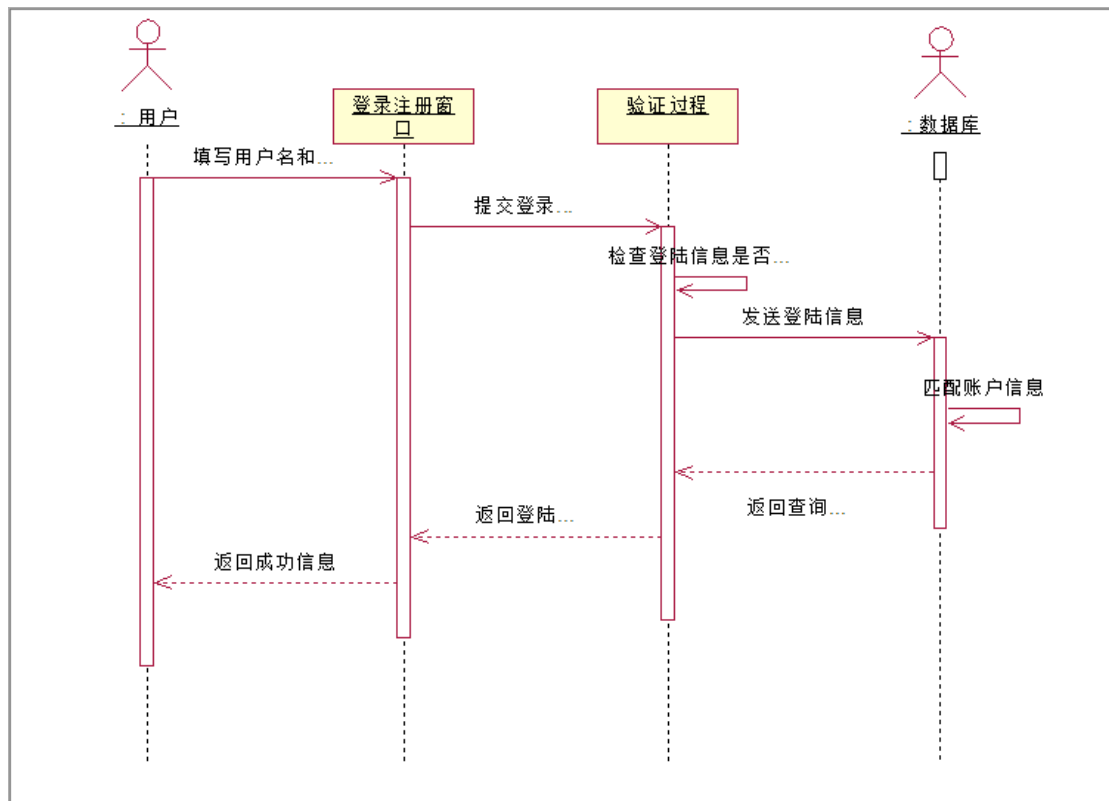 : 用户
登录注册窗
口
验证过程
: 数据库
填写用户名和...
提交登录...
检查登陆信息是否...
发送登陆信息
匹配账户信息
返回查询...
返回登陆...
返回成功信息